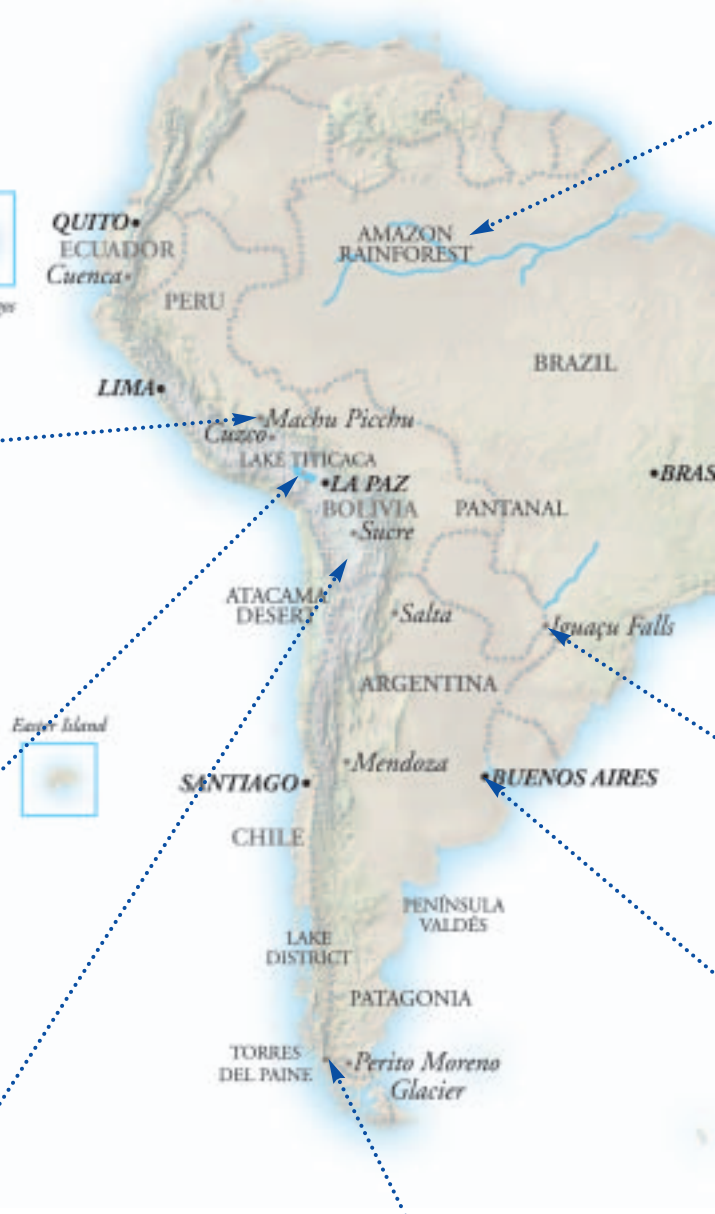 AMAZON
RAINFOREST
QUITO
ECUADOR
Cuenca
PERU
BRAZIL
LIMA
Machu Picchu
Cuzco
LAKE TITICACA
LA PAZ
BRAS
BOLIVIA
PANTANAL
Sucre
ATACAMA
DESERT
Salta
Iguaçu Falls
ARGENTINA
Easter Island
Mendoza
SANTIAGO
BUENOS AIRES
CHILE
PENÍNSULA
VALDÉS
LAKE
DISTRICT
PATAGONIA
TORRES
DEL PAINE
Perito Moreno
Glacier